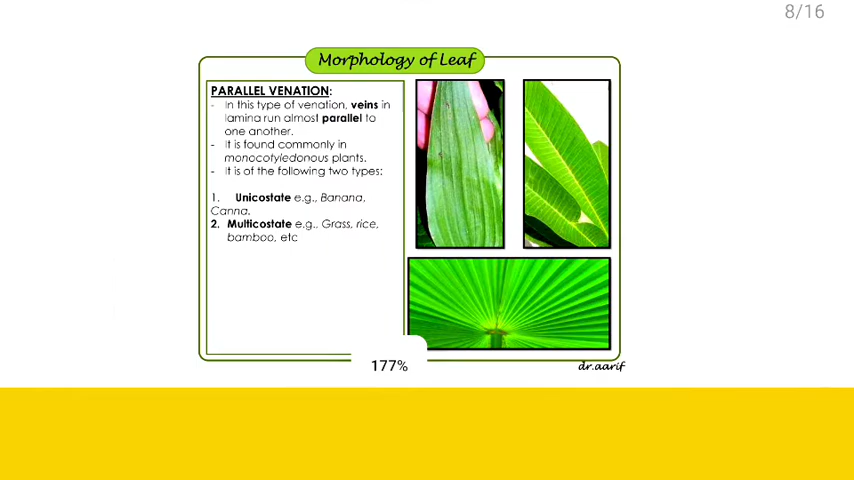 8/16
Morphology of Leaf
PARALLEL VENATION:
- In this type of venation, veins in
lamina run almost parallel to
one another.
- It is found commonly in
monocotyledonous plants.
- It is of the following two types:
1. Unicostate e.g., Banana,
Canna.
2. Multicostate e.g., Grass, rice,
bamboo, etc
177%
dr.aarif